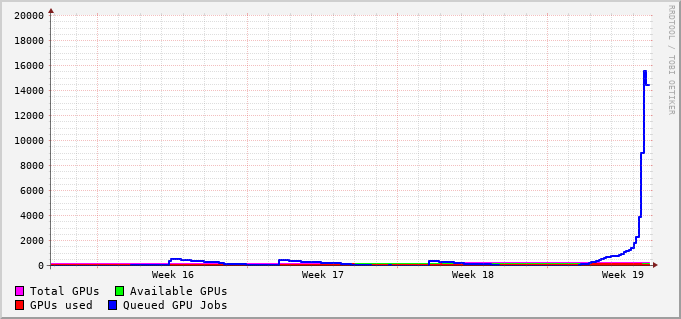 20000
18000
16000
14000
12000
10000
8000
6000
4000
2000
0
Week 16 Week 17 Week 18 Week 19
Total GPUs Available GPUs
GPUs used Queued GPU Jobs
RRDTOOL / TOBI OETIKER